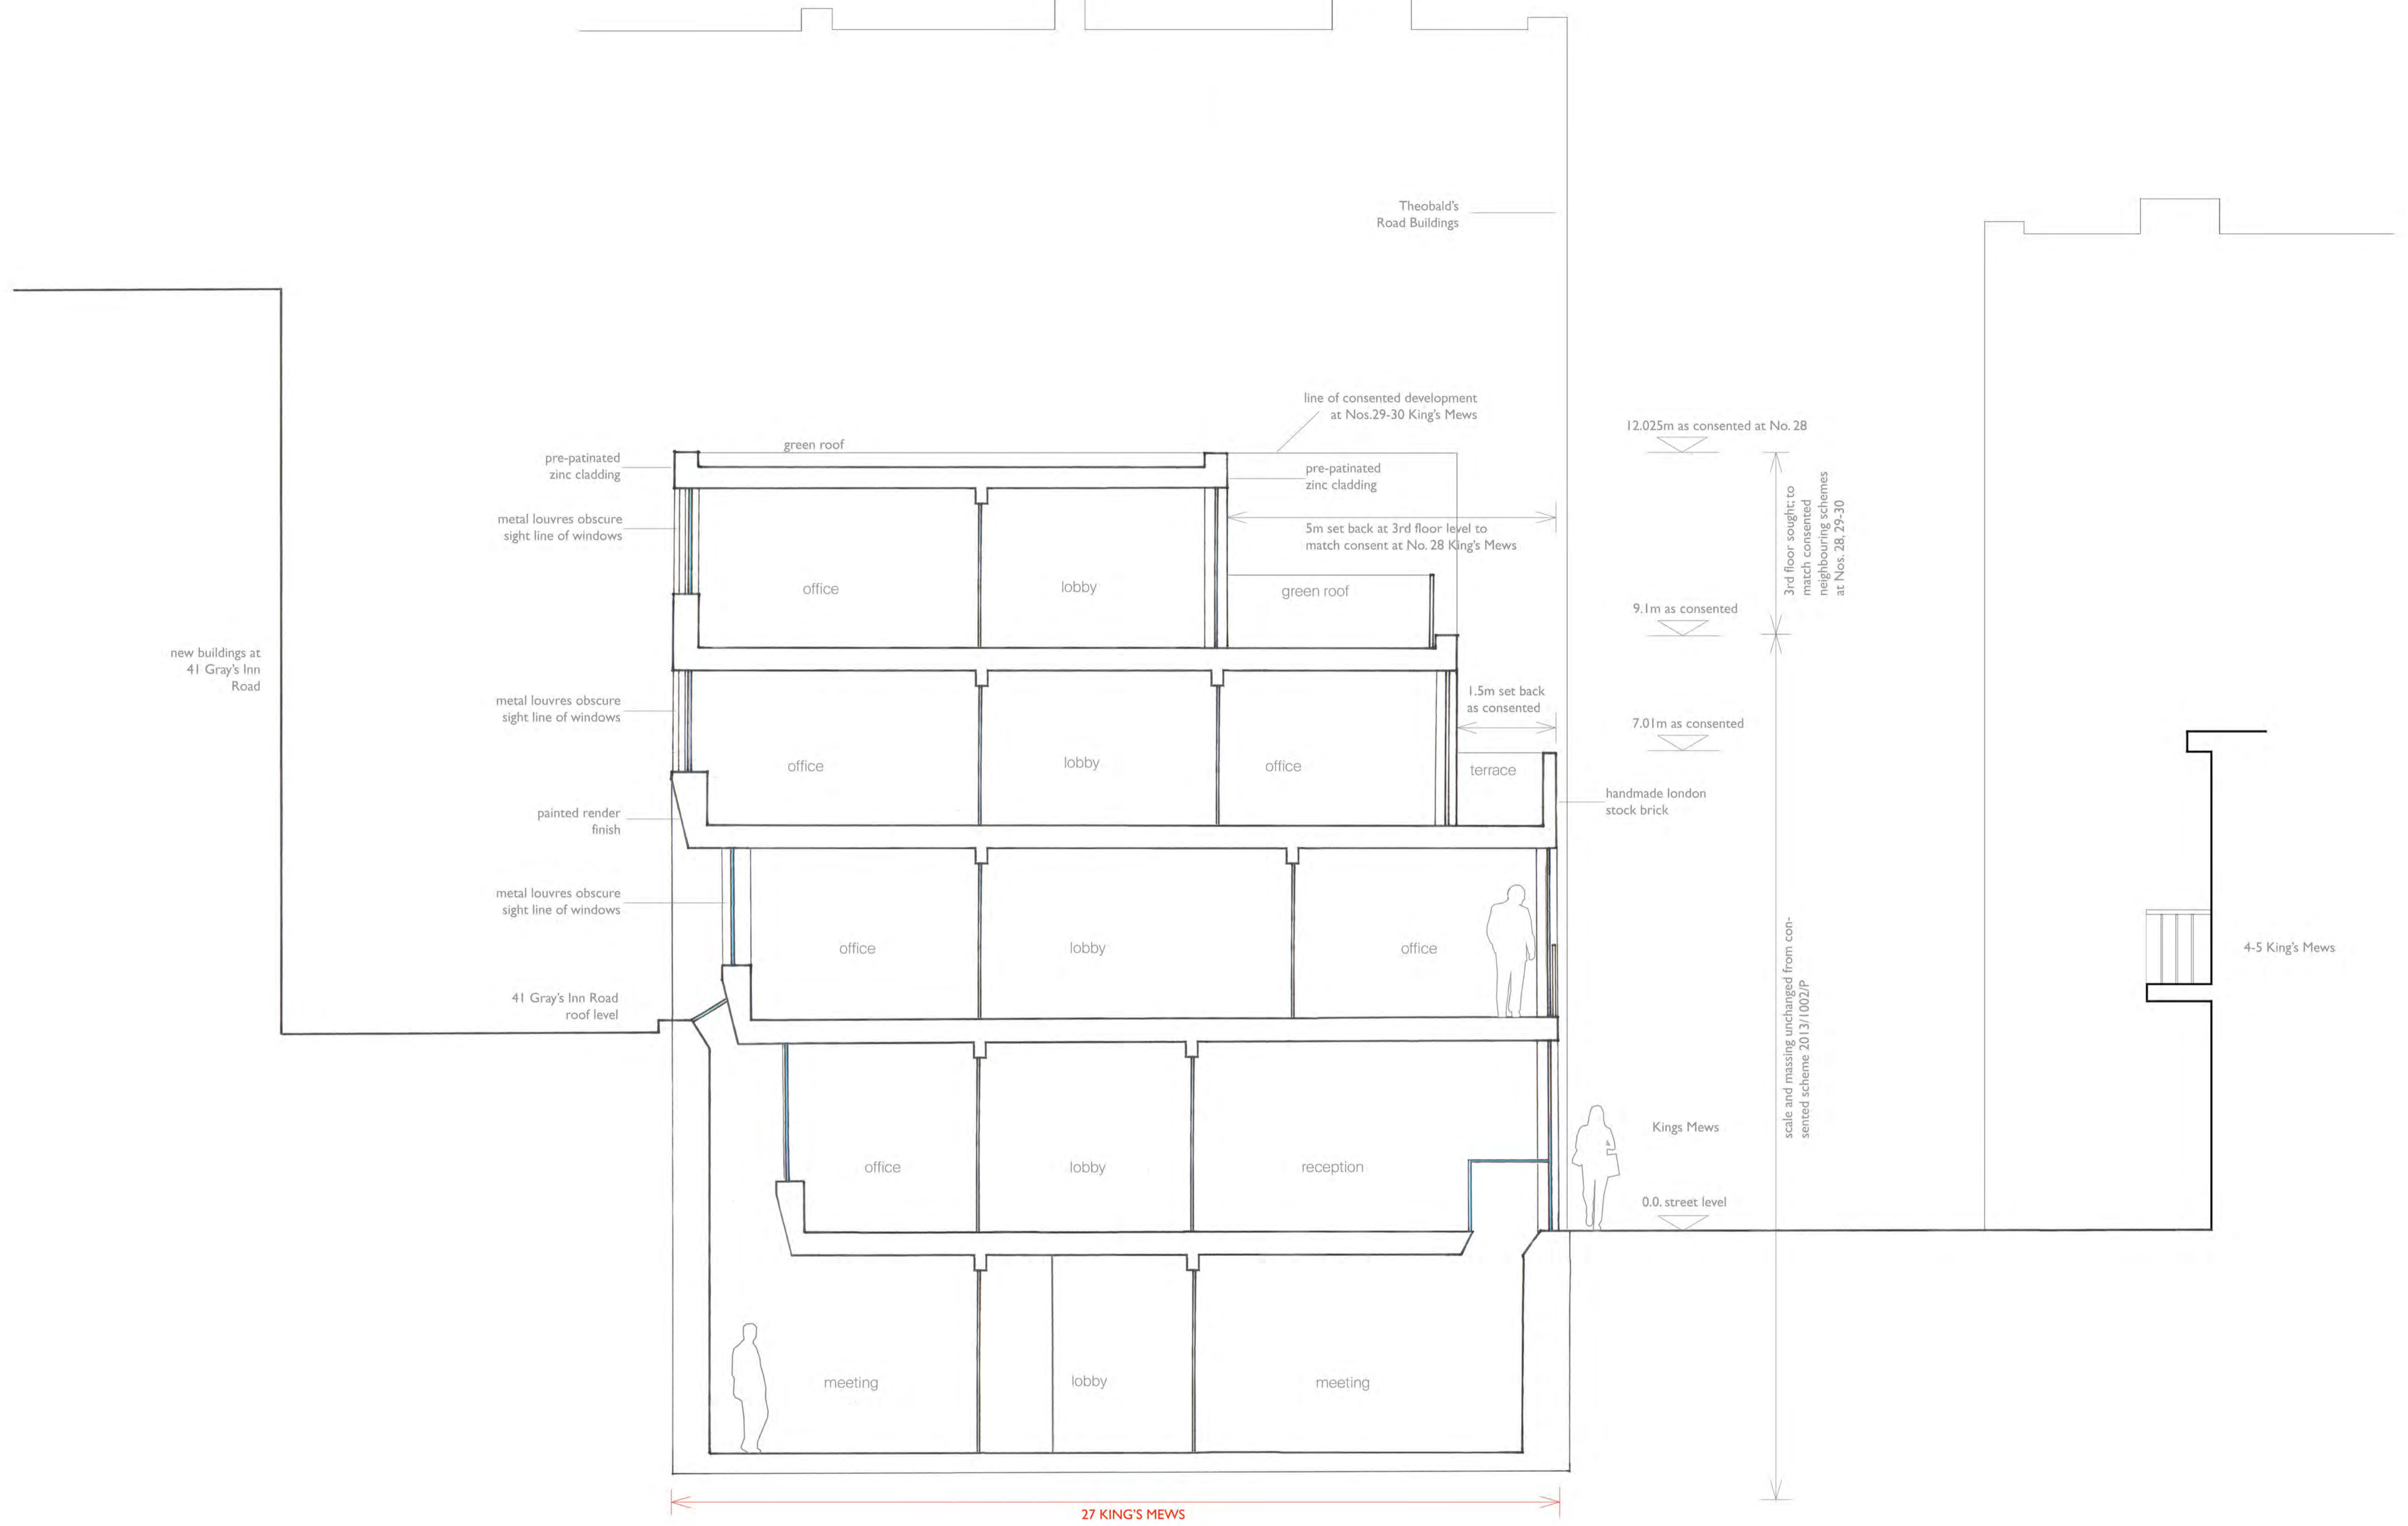 Theobald's
Road Buildings
line of consented development
at Nos.29-30 King's Mews
12.025m as consented at No. 28
green roof
pre-patinated
zinc cladding
pre-patinated
zinc cladding
metal louvres obscure
sight line of windows
5m set back at 3rd floor level to
match consent at No. 28 King's Mews
3rd floor sought; to
match consented
neighbouring schemes
at Nos. 28, 29-30
office
lobby
green roof
9.1m as consented
new buildings at
41 Gray's Inn
Road
metal louvres obscure
sight line of windows
1.5m set back
as consented
7.01m as consented
office
lobby
office
terrace
painted render
finish
handmade london
stock brick
metal louvres obscure
sight line of windows
office
lobby
office
4-5 King's Mews
41 Gray's Inn Road
roof level
scale and massing unchanged from con-
sented scheme 2013/1002/P
Kings Mews
office
lobby
reception
0.0. street level
meeting
lobby
meeting
27 KING'S MEWS